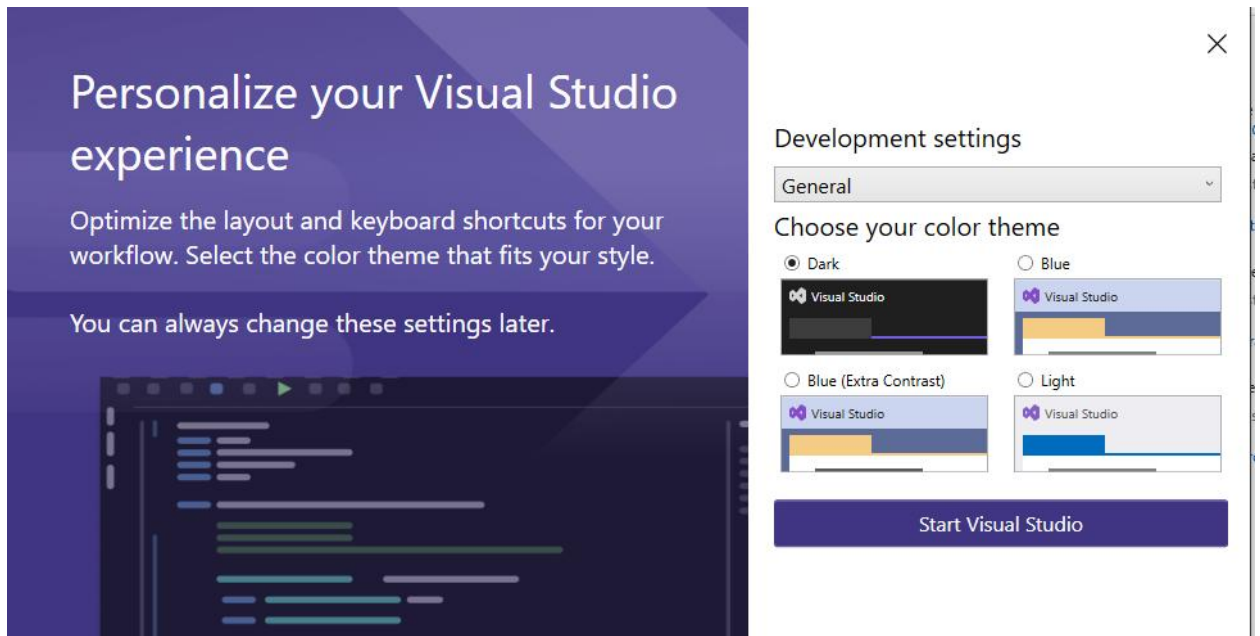 Personalize your Visual Studio
experience
Optimize the layout and keyboard shortcuts for your
workflow. Select the color theme that fits your style.
You can always change these settings later.
Development settings
General
Choose your color theme
Dark
Blue
Visual Studio
Visual Studio
Blue (Extra Contrast)
Light
Visual Studio
Visual Studio
Start Visual Studio